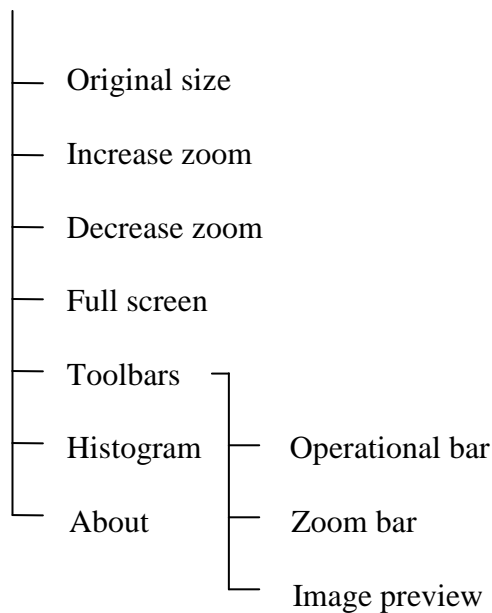 Original size
Increase zoom
Decrease zoom
Full screen
Toolbars
Histogram
Operational bar
About
Zoom bar
Image preview